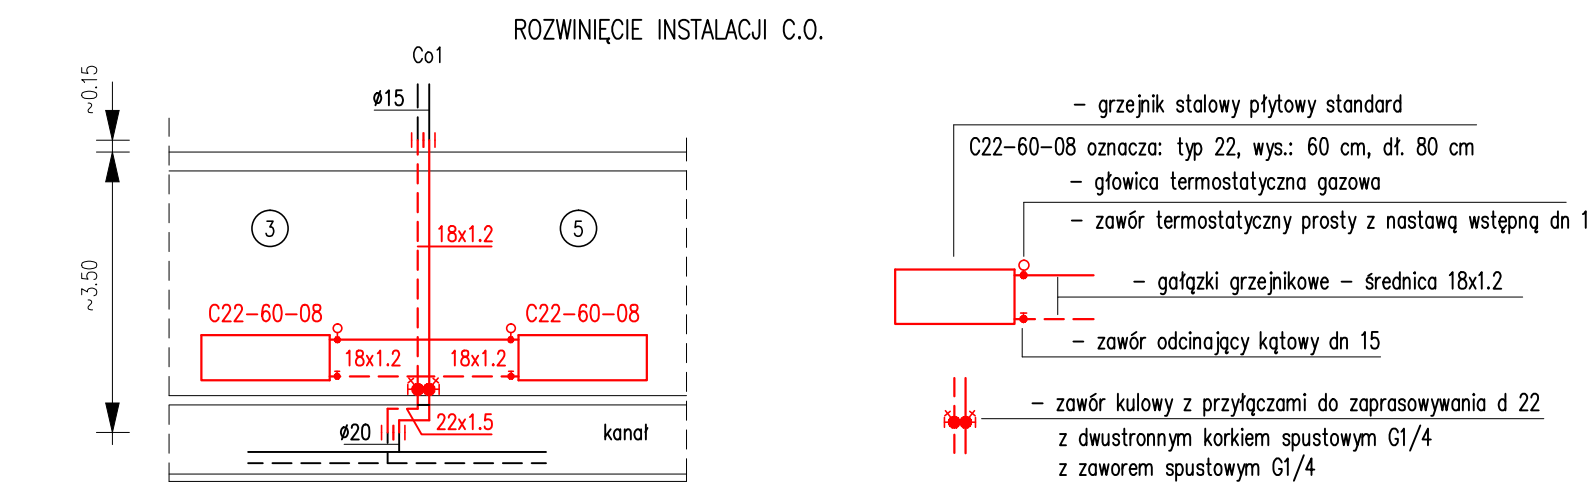 ROZWINIĘCIE INSTALACJI C.O.
Co1
~0.15
ø15
3
5
18x1.2
~3.50
C22-60-08
C22-60-08
18x1.2
18x1.2
22x1.5
ø20
kanał
- grzejnik stalowy płytowy standard
C22-60-08 oznacza: typ 22, wys.: 60 cm, dł. 80 cm
- głowica termostatyczna gazowa
- zawór termostatyczny prosty z nastawą wstępną dn 1
- gałązki grzejnikowe - średnica 18x1.2
- zawór odcinający kątowy dn 15
- zawór kulowy z przyłączami do zaprasowywania d 22
z dwustronnym korkiem spustowym G1/4
z zaworem spustowym G1/4